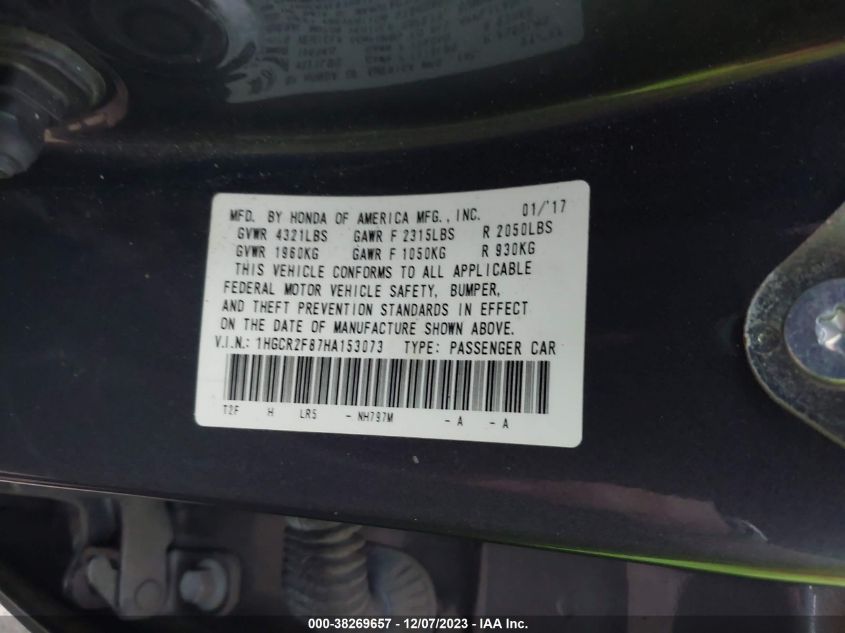 MFD. BY HONDA OF AMERICA MFG., INC. 01/'17
GVWR 4321LBS GAWR F 2315LBS R 2050LBS
GVWR 1960KG GAWR F 1050KG R 930KG
THIS VEHICLE CONFORMS TO ALL APPLICABLE
FEDERAL MOTOR VEHICLE SAFETY, BUMPER,
AND THEFT PREVENTION STANDARDS IN EFFECT
ON THE DATE OF MANUFACTURE SHOWN ABOVE.
V.I.N.: 1HGCR2F87HA153073 TYPE: PASSENGER CAR
T2F H LR5 - NH797M - A - A
000-38269657 - 12/07/2023 - IAA Inc.